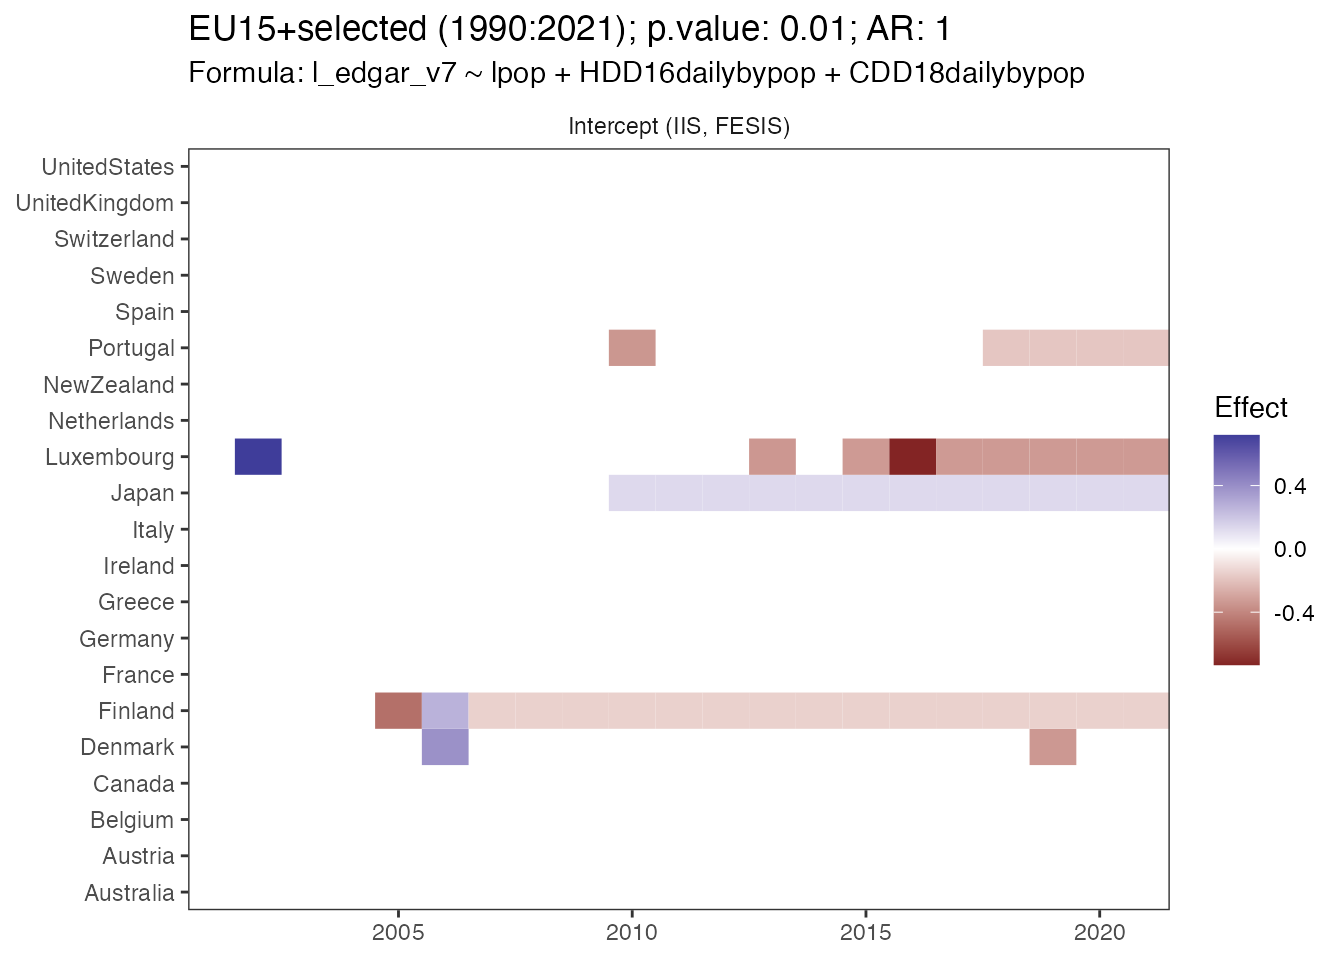 EU15+selected (1990:2021); p.value: 0.01; AR: 1
Formula: l_edgar_v7 ~ lpop + HDD16dailybypop + CDD18dailybypop
Intercept (IIS, FESIS)
UnitedStates
UnitedKingdom
Switzerland
Sweden
Spain
Portugal
NewZealand
Netherlands
Luxembourg
Japan
Italy
Ireland
Greece
Germany
France
Finland
Denmark
Canada
Belgium
Austria
Australia
2005 2010 2015 2020
Effect
0.4
0.0
-0.4